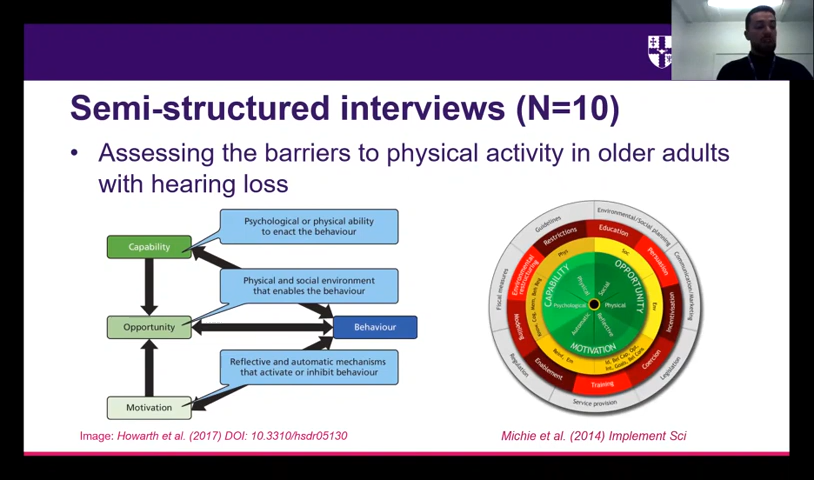 Semi-structured interviews (N=10)
• Assessing the barriers to physical activity in older adults
with hearing loss
Psychological or physical ability
to enact the behaviour
Capability
Physical and social environment
that enables the behaviour
Opportunity
Behaviour
Reflective and automatic mechanisms
that activate or inhibit behaviour
Motivation
Image: Howarth et al. (2017) DOI: 10.3310/hsdr05130
Guidelines
Environmental/Social planning
Communication/Marketing
Legislation
Service provision
Regulation
Fiscal measures
Restrictions
Education
Persuasion
Incentivisation
Coercion
Training
Enablement
Modelling
Environmental
restructuring
Phys
Soc
Env
CAPABILITY
OPPORTUNITY
MOTIVATION
Physical
Social
Psychological
Physical
Automatic
Reflective
Michie et al. (2014) Implement Sci